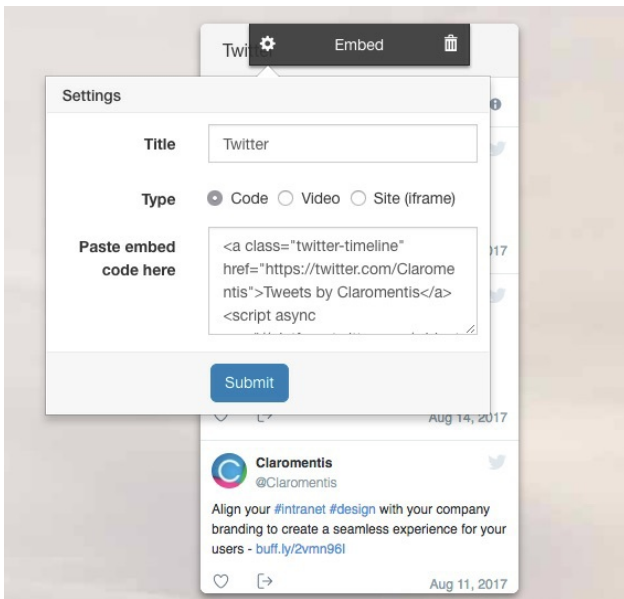 Twi
Embed
Settings
Title
Twitter
Type
Code
Video
Site (iframe)
Paste embed
code here
<a class="twitter-timeline"
href="https://twitter.com/Clarome
ntis">Tweets by Claromentis</a>
<script async
Submit
17
Aug 14, 2017
Claromentis
@Claromentis
Align your #intranet #design with your company
branding to create a seamless experience for your
users - buff.ly/2vmn96I
Aug 11, 2017